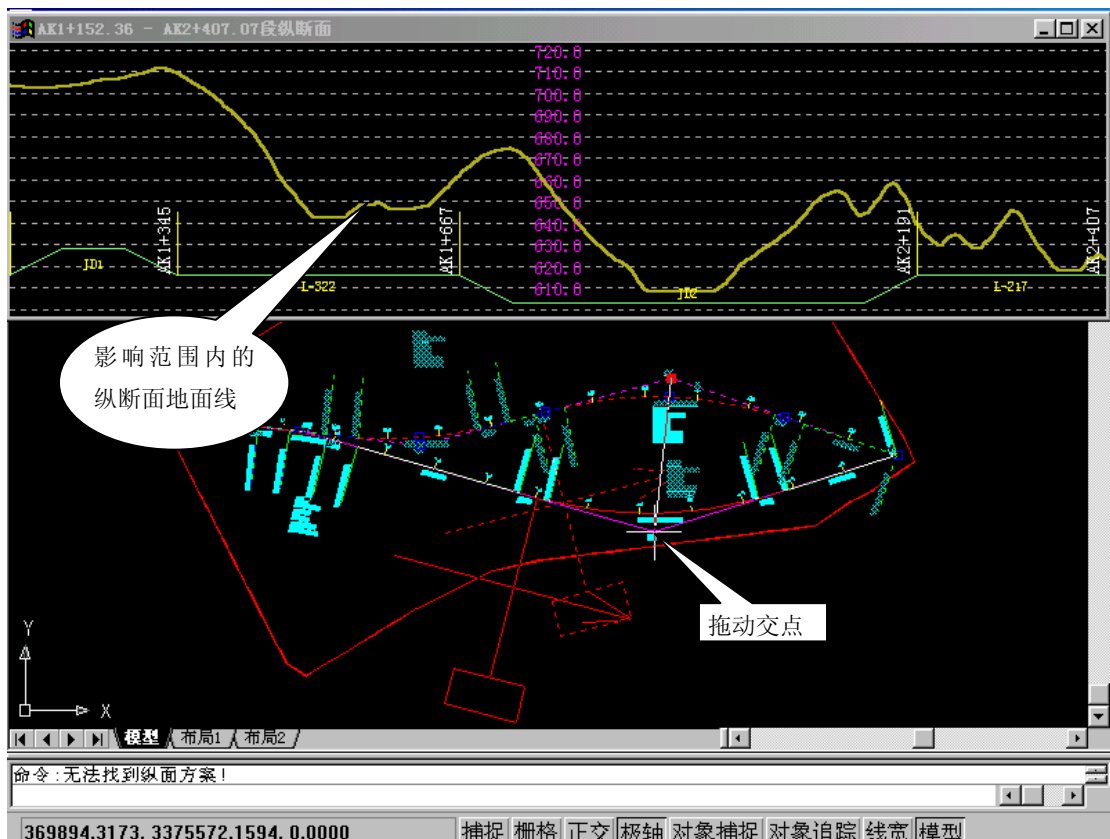 AK1+152.36 - AK2+407.07段纵断面
720.0
710.0
700.0
690.0
680.0
670.0
660.0
650.0
640.0
630.0
620.0
610.0
JD1
AK1+345
L-322
AK1+667
JD2
AK2+191
L-217
AK2+407
影响范围内的
纵断面地面线
拖动交点
Y
X
模型 布局1 布局2
命令:无法找到纵面方案!
369894.3173, 3375572.1594, 0.0000 捕捉 栅格 正交 极轴 对象捕捉 对象追踪 线宽 模型